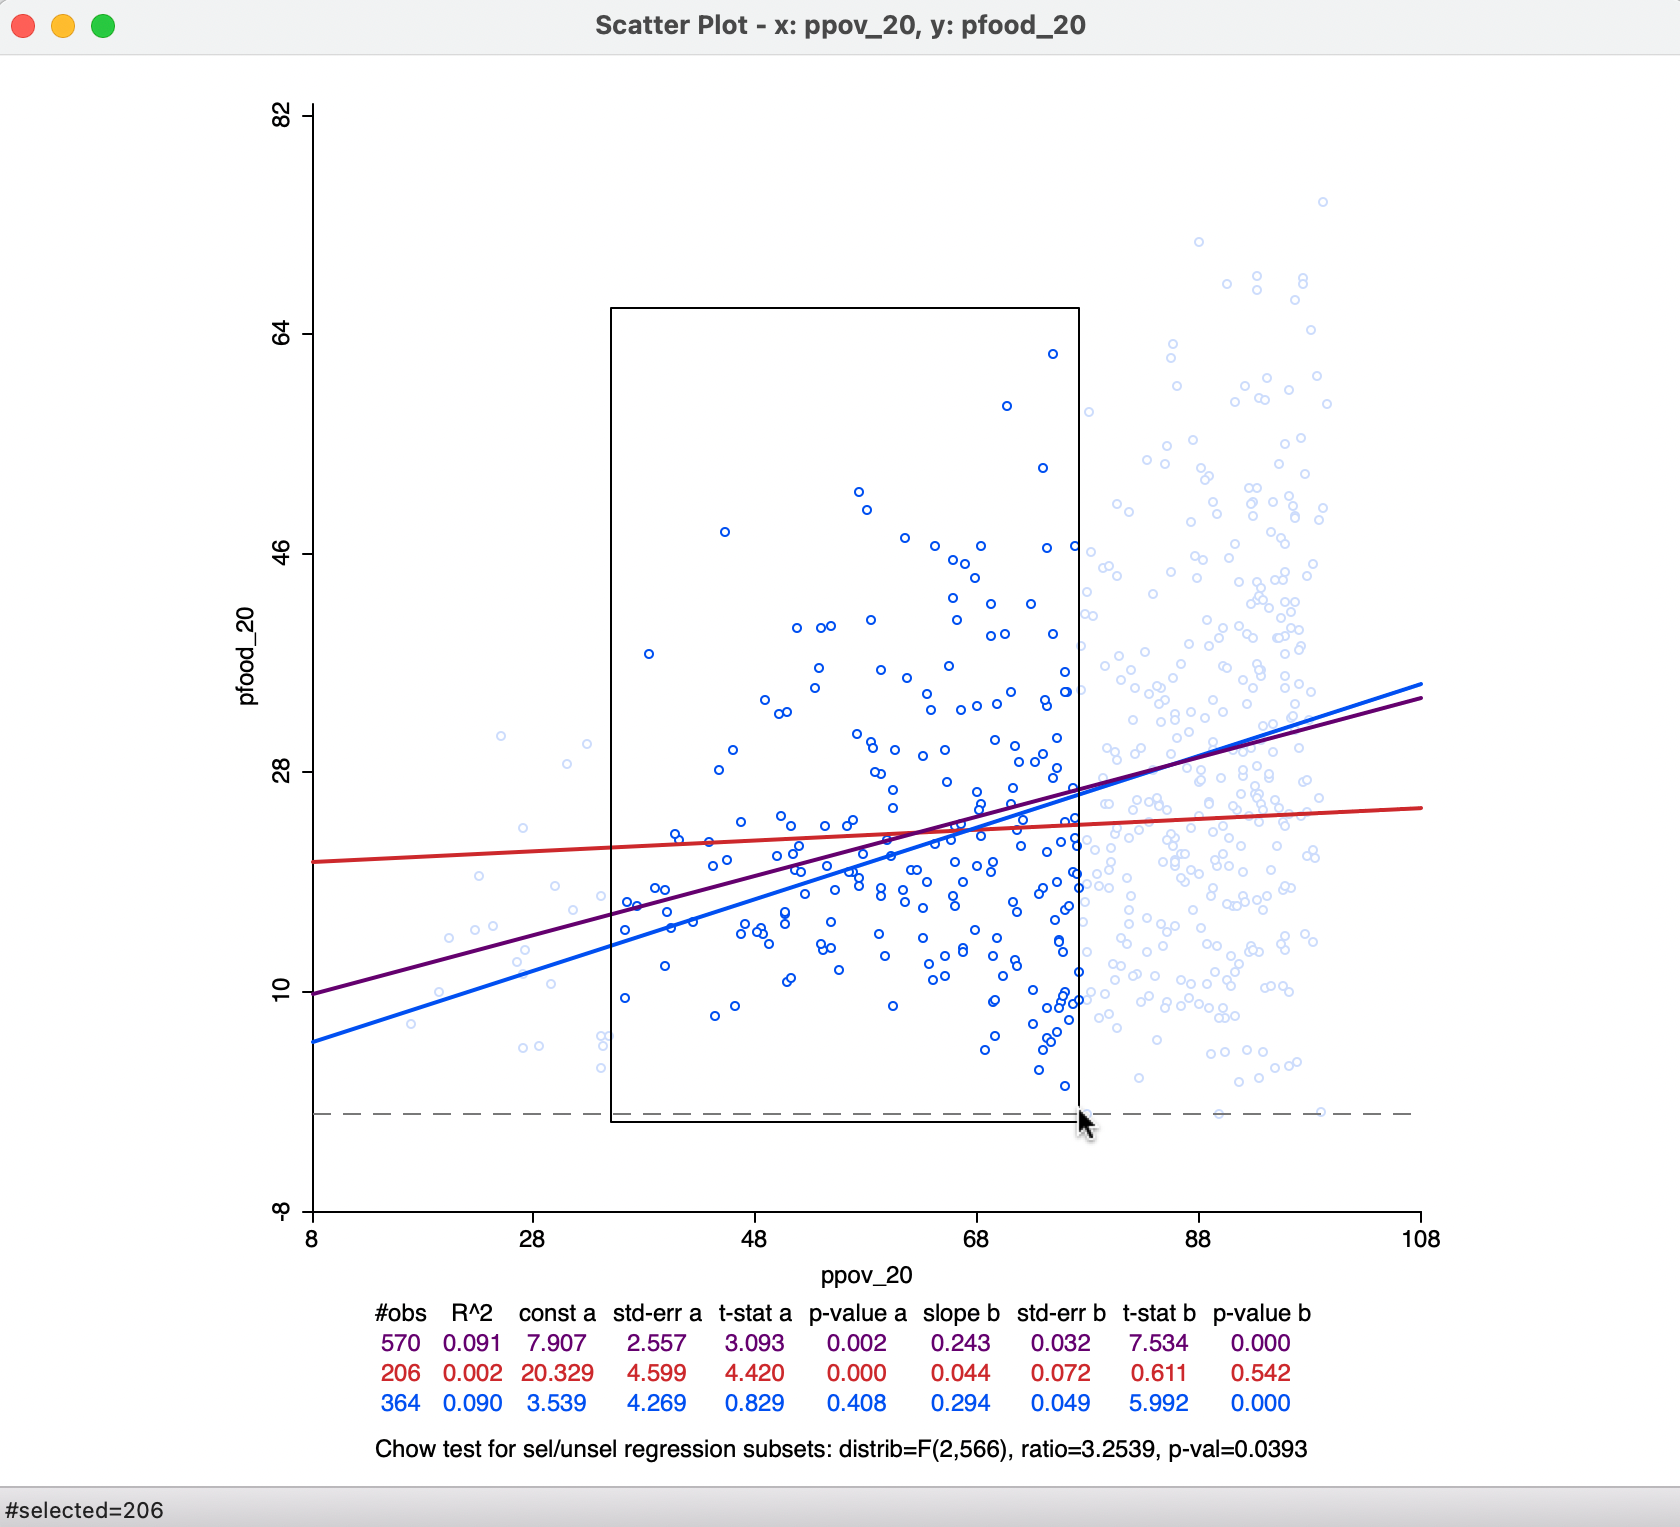 Scatter Plot - x: ppov_20, y: pfood_20
82
64
46
28
10
-8
pfood_20
8 28 48 68 88 108
ppov_20
#obs R^2 const a std-err a t-stat a p-value a slope b std-err b t-stat b p-value b
570 0.091 7.907 2.557 3.093 0.002 0.243 0.032 7.534 0.000
206 0.002 20.329 4.599 4.420 0.000 0.044 0.072 0.611 0.542
364 0.090 3.539 4.269 0.829 0.408 0.294 0.049 5.992 0.000
Chow test for sel/unsel regression subsets: distrib=F(2,566), ratio=3.2539, p-val=0.0393
#selected=206